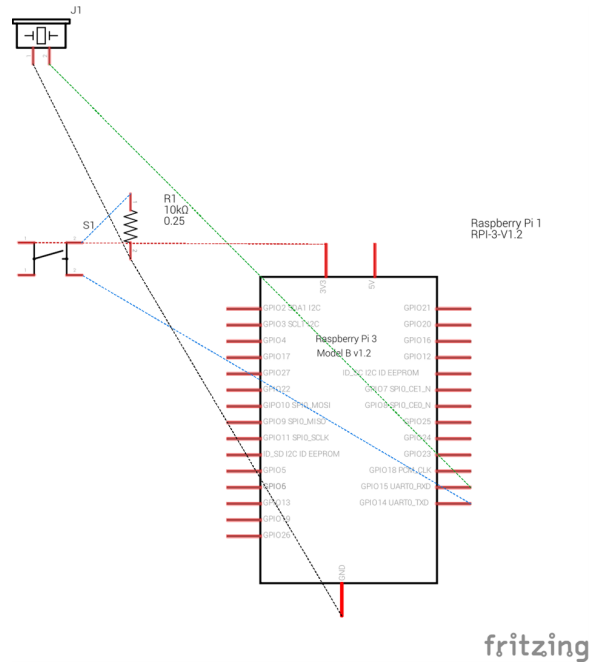 J1
R1
10kΩ
0.25
S1
Raspberry Pi 1
RPI-3-V1.2
3V3
5V
Raspberry Pi 3
Model B v1.2
GPIO2 SDA1 I2C
GPIO3 SCL1 I2C
GPIO4
GPIO17
GPIO27
GPIO22
GPIO10 SPI0_MOSI
GPIO9 SPI0_MISO
GPIO11 SPI0_SCLK
ID_SD I2C ID EEPROM
GPIO5
GPIO6
GPIO13
GPIO19
GPIO26
GPIO21
GPIO20
GPIO16
GPIO12
ID_SC I2C ID EEPROM
GPIO7 SPI0_CE1_N
GPIO8 SPI0_CE0_N
GPIO25
GPIO24
GPIO23
GPIO18 PCM_CLK
GPIO15 UART0_RXD
GPIO14 UART0_TXD
GND
fritzing